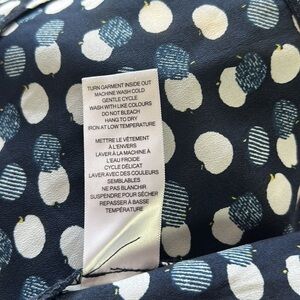 TURN GARMENT INSIDE OUT
MACHINE WASH COLD
GENTLE CYCLE
WASH WITH LIKE COLOURS
DO NOT BLEACH
HANG TO DRY
IRON AT LOW TEMPERATURE
METTRE LE VÊTEMENT
À L'ENVERS
LAVER À LA MACHINE À
L'EAU FROIDE
CYCLE DÉLICAT
LAVER AVEC DES COULEURS
SEMBLABLES
NE PAS BLANCHIR
SUSPENDRE POUR SÉCHER
REPASSER À BASSE
TEMPÉRATURE